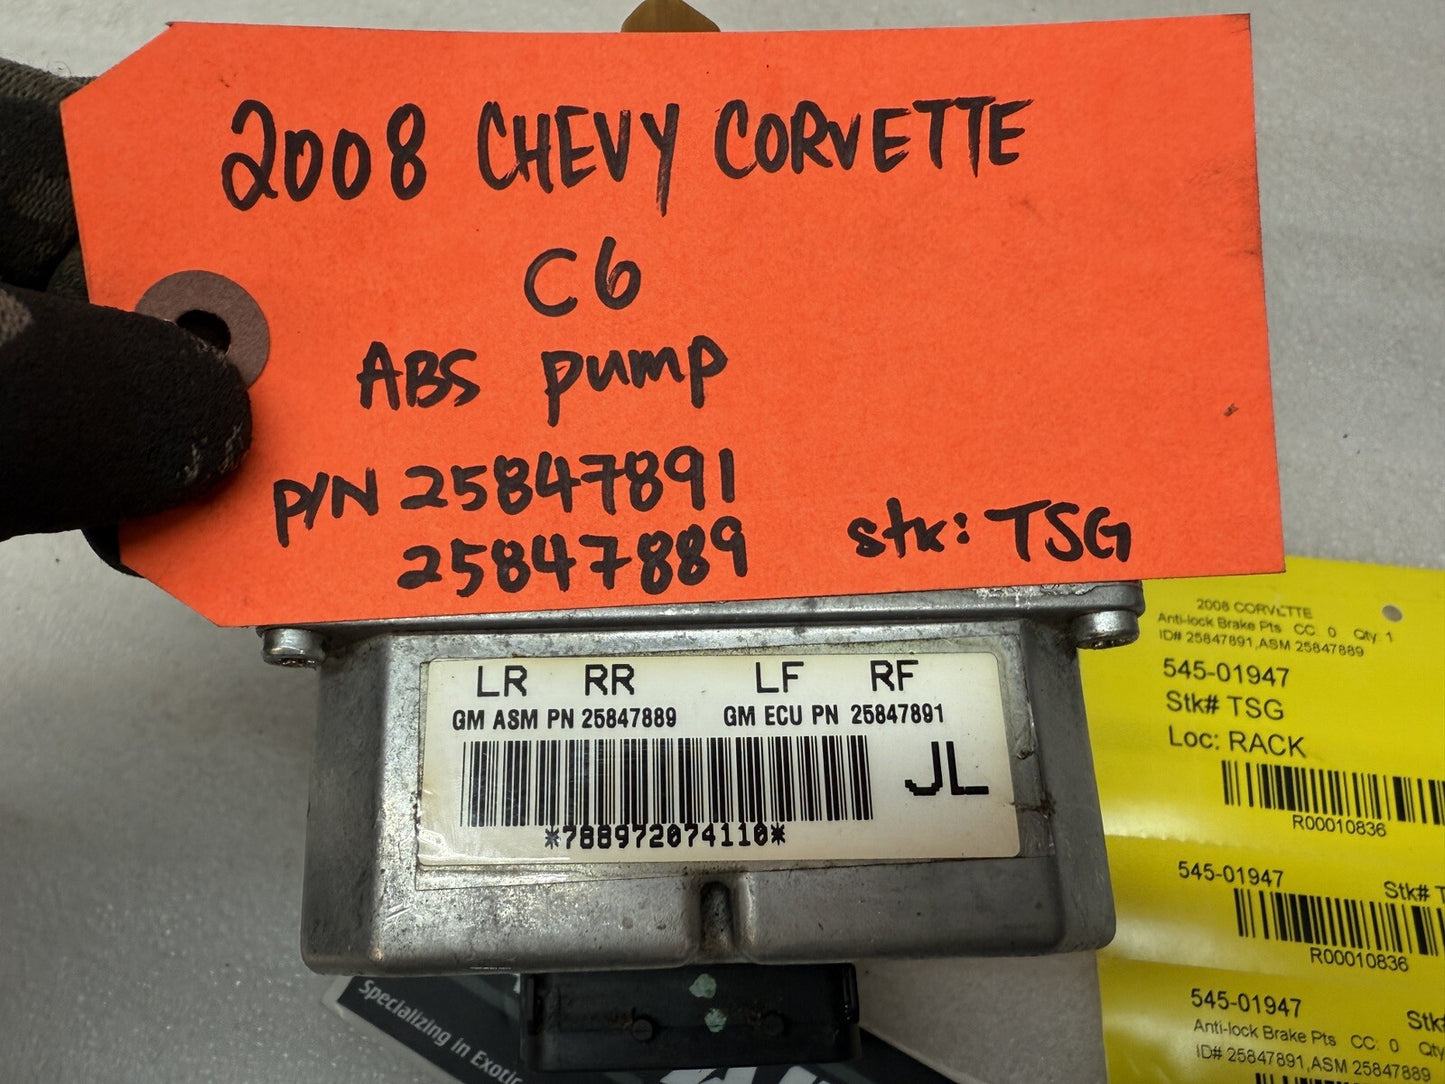 2008 CHEVY CORVETTE
C6
ABS pump
P/N 25847891
25847889
stk: TSG
LR RR LF RF
GM ASM PN 25847889 GM ECU PN 25847891
JL
*788972074110*
2008 CORVETTE
Anti-lock Brake Pts CC: 0 Qty: 1
ID# 25847891,ASM 25847889
545-01947
Stk# TSG
Loc: RACK
R00010836
545-01947 Stk# T
R00010836
545-01947 Stk#
Anti-lock Brake Pts CC: 0 Qty
ID# 25847891,ASM 25847889
Specializing in Exotic